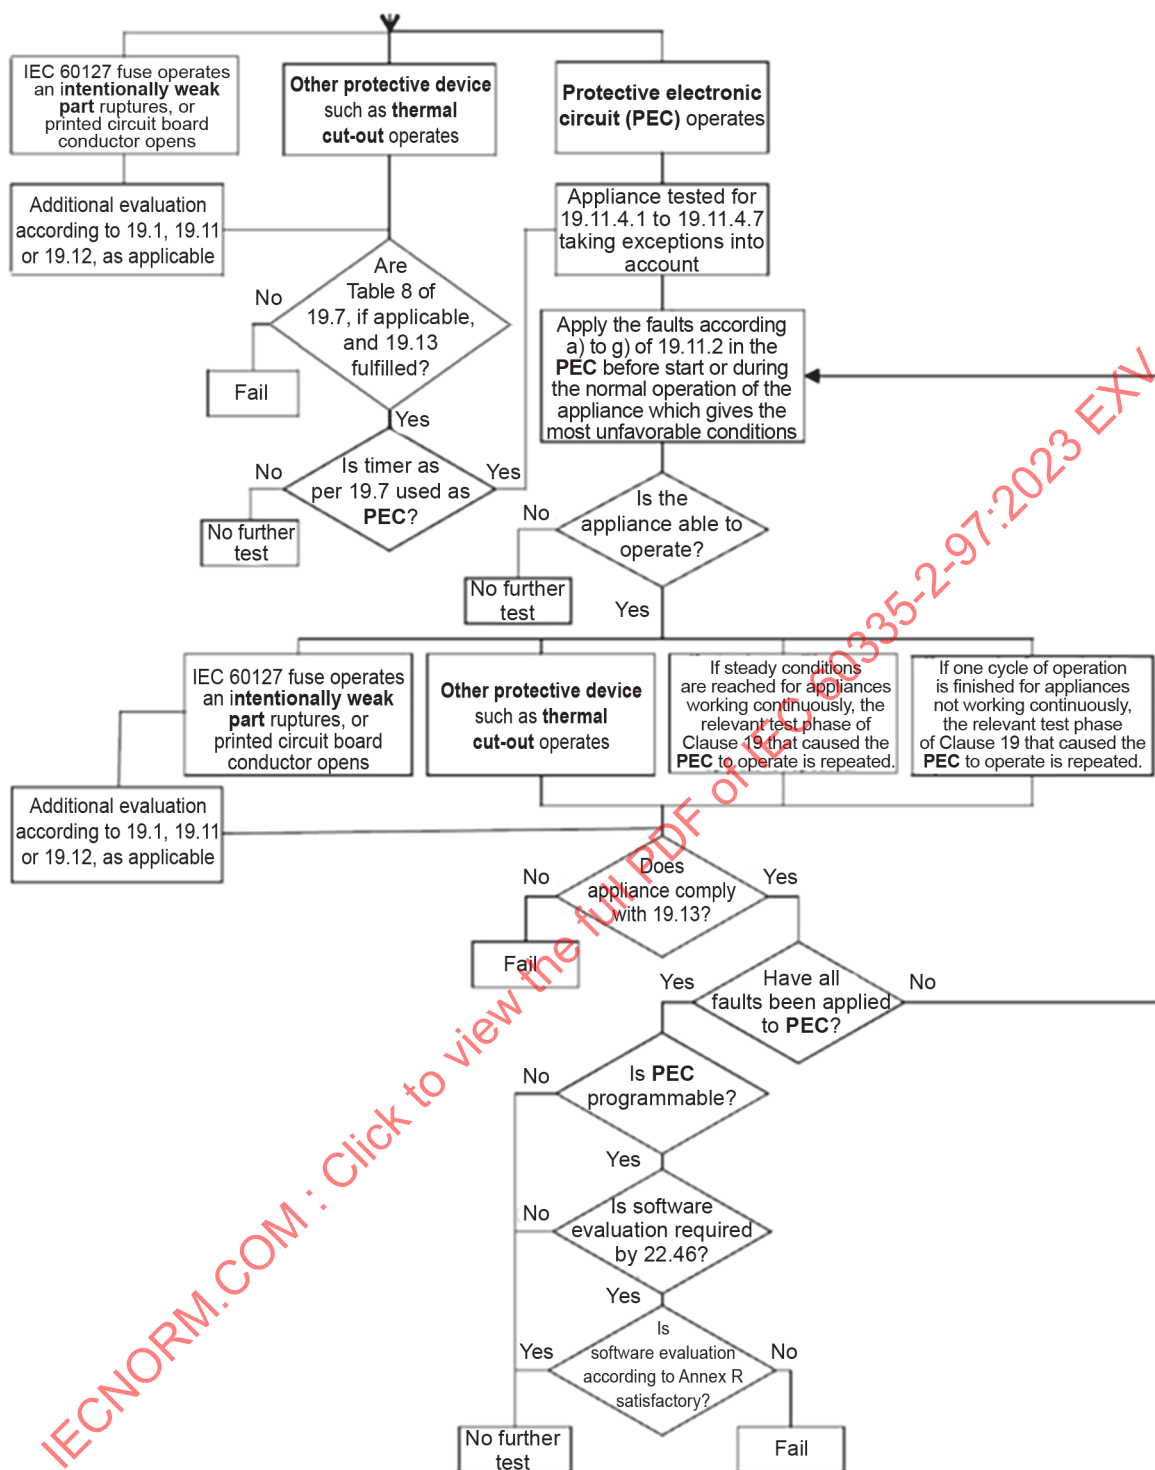 IEC 60127 fuse operates
an intentionally weak
part ruptures, or
printed circuit board
conductor opens
Other protective device
such as thermal
cut-out operates
Protective electronic
circuit (PEC) operates
Additional evaluation
according to 19.1, 19.11
or 19.12, as applicable
Appliance tested for
19.11.4.1 to 19.11.4.7
taking exceptions into
account
Are
Table 8 of
19.7, if applicable,
and 19.13
fulfilled?
No
Fail
Yes
Apply the faults according
a) to g) of 19.11.2 in the
PEC before start or during
the normal operation of the
appliance which gives the
most unfavorable conditions
Is timer as
per 19.7 used as
PEC?
No
Yes
No further
test
Is the
appliance able to
operate?
No
No further
test
Yes
IEC 60127 fuse operates
an intentionally weak
part ruptures, or
printed circuit board
conductor opens
Other protective device
such as thermal
cut-out operates
If steady conditions
are reached for appliances
working continuously, the
relevant test phase of
Clause 19 that caused the
PEC to operate is repeated.
If one cycle of operation
is finished for appliances
not working continuously,
the relevant test phase
of Clause 19 that caused the
PEC to operate is repeated.
Additional evaluation
according to 19.1, 19.11
or 19.12, as applicable
Does
appliance comply
with 19.13?
No
Yes
Fail
Have all
faults been applied
to PEC?
Yes
No
Is PEC
programmable?
No
Yes
Is software
evaluation required
by 22.46?
No
Yes
Is
software evaluation
according to Annex R
satisfactory?
Yes
No
No further
test
Fail
IECNORM.COM : Click to view the full PDF of IEC 60335-2-97:2023 EXV